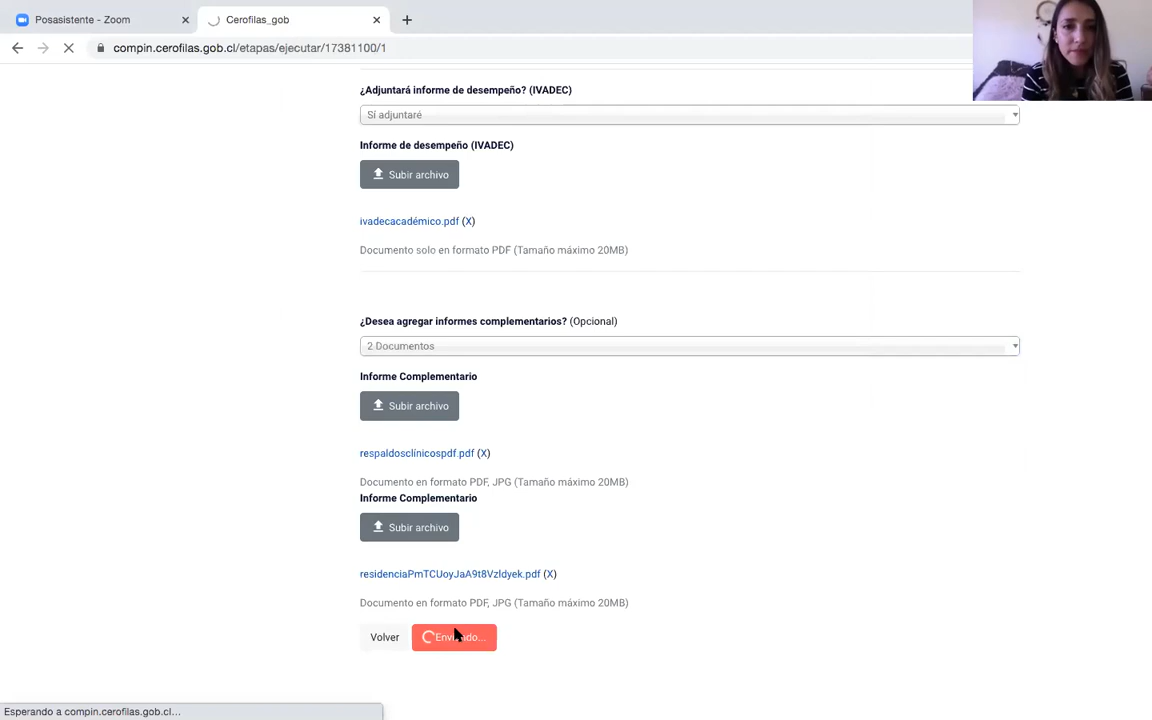 Posasistente - Zoom
Cerofilas_gob
compin.cerofilas.gob.cl/etapas/ejecutar/17381100/1
¿Adjuntará informe de desempeño? (IVADEC)
Sí adjuntaré
Informe de desempeño (IVADEC)
Subir archivo
ivadecacadémico.pdf (X)
Documento solo en formato PDF (Tamaño máximo 20MB)
¿Desea agregar informes complementarios? (Opcional)
2 Documentos
Informe Complementario
Subir archivo
respaldosclínicospdf.pdf (X)
Documento en formato PDF, JPG (Tamaño máximo 20MB)
Informe Complementario
Subir archivo
residenciaPmTCUoyJaA9t8Vzldyek.pdf (X)
Documento en formato PDF, JPG (Tamaño máximo 20MB)
Volver
Enviando...
Esperando a compin.cerofilas.gob.cl...